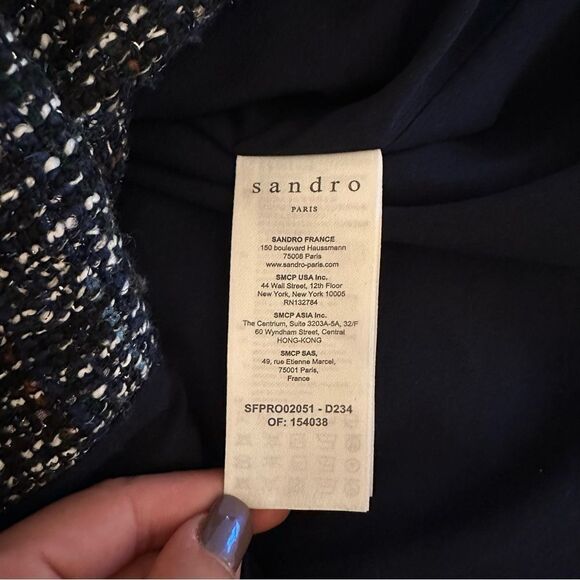 sandro
PARIS
SANDRO FRANCE
150 boulevard Haussmann
75008 Paris
www.sandro-paris.com
SMCP USA Inc.
44 Wall Street, 12th Floor
New York, New York 10005
RN132784
SMCP ASIA Inc.
The Centrium, Suite 3203A-5A, 32/F
60 Wyndham Street, Central
HONG-KONG
SMCP SAS,
49, rue Etienne Marcel,
75001 Paris,
France
SFPRO02051 - D234
OF: 154038